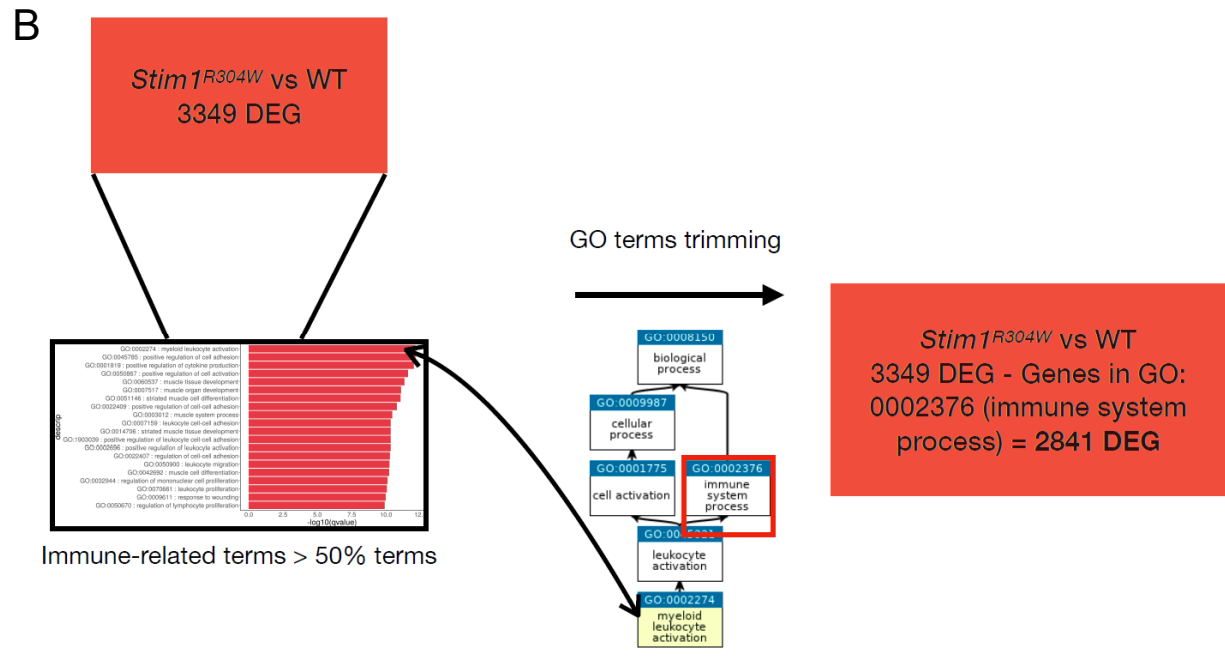 B
Stim1R304W vs WT
3349 DEG
GO:0002274 : myeloid leukocyte activation
GO:0045785 : positive regulation of cell adhesion
GO:0001819 : positive regulation of cytokine production
GO:0050867 : positive regulation of cell activation
GO:0060537 : muscle tissue development
GO:0007517 : muscle organ development
GO:0051146 : striated muscle cell differentiation
GO:0022409 : positive regulation of cell-cell adhesion
GO:0003012 : muscle system process
GO:0007159 : leukocyte cell-cell adhesion
GO:0014706 : striated muscle tissue development
GO:1903039 : positive regulation of leukocyte cell-cell adhesion
GO:0002696 : positive regulation of leukocyte activation
GO:0022407 : regulation of cell-cell adhesion
GO:0050900 : leukocyte migration
GO:0042692 : muscle cell differentiation
GO:0032944 : regulation of mononuclear cell proliferation
GO:0070661 : leukocyte proliferation
GO:0009611 : response to wounding
GO:0050670 : regulation of lymphocyte proliferation
descrip
0.0 2.5 5.0 7.5 10.0 12.
-log10(qvalue)
Immune-related terms > 50% terms
GO terms trimming
GO:0008150
biological
process
GO:0009987
cellular
process
GO:0001775
cell activation
GO:0002376
immune
system
process
leukocyte
activation
GO:0002274
myeloid
leukocyte
activation
Stim1R304W vs WT
3349 DEG - Genes in GO:
0002376 (immune system
process) = 2841 DEG